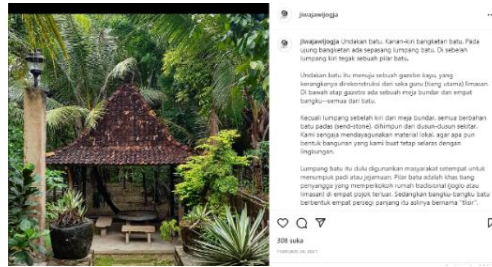 jiwajawijogja
jiwajawijogja Undakan batu. Kanan-kiri bangketan batu. Pada
ujung bangketan ada sepasang lumpang batu. Di sebelah
lumpang kiri tegak sebuah pilar batu.
Undakan batu itu menuju sebuah gazebo kayu, yang
kerangkanya direkonstruksi dari saka guru (tiang utama) limasan.
Di bawah atap gazebo ada sebuah meja bundar dan empat
bangku—semua dari batu.
Kecuali lumpang sebelah kiri dan meja bundar, semua berbahan
batu padas (send-stone), dihimpun dari dusun-dusun sekitar.
Kami sengaja mendayagunakan material lokal, agar apa pun
bentuk bangunan yang kami buat tetap selaras dengan
lingkungan.
Lumpang batu itu dulu digunakan masyarakat setempat untuk
menumpuk padi atau jejamuan. Pilar batu adalah khas tiang
penyangga yang memperkokoh rumah tradisional (joglo atau
limasan) di empat pojok terluar. Sedangkan bangku-bangku batu
berbentuk empat persegi panjang itu aslinya bernama
308 suka